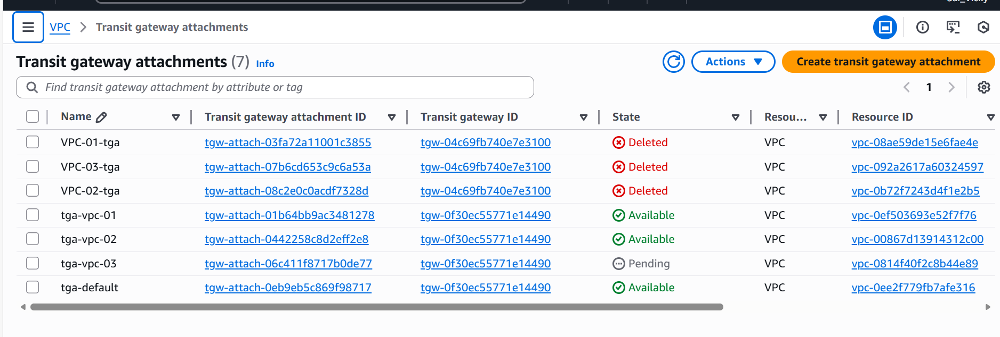 VPC > Transit gateway attachments
Transit gateway attachments (7) Info
Actions
Create transit gateway attachment
Find transit gateway attachment by attribute or tag
1
Name Transit gateway attachment ID Transit gateway ID State Resou... Resource ID
VPC-01-tga tgw-attach-03fa72a11001c3855 tgw-04c69fb740e7e3100 Deleted VPC vpc-08ae59de15e6fae4e
VPC-03-tga tgw-attach-07b6cd653c9c6a53a tgw-04c69fb740e7e3100 Deleted VPC vpc-092a2617a60324597
VPC-02-tga tgw-attach-08c2e0c0acdf7328d tgw-04c69fb740e7e3100 Deleted VPC vpc-0b72f7243d4f1e2b5
tga-vpc-01 tgw-attach-01b64bb9ac3481278 tgw-0f30ec55771e14490 Available VPC vpc-0ef503693e52f7f76
tga-vpc-02 tgw-attach-0442258c8d2eff2e8 tgw-0f30ec55771e14490 Available VPC vpc-00867d13914312c00
tga-vpc-03 tgw-attach-06c411f8717b0de77 tgw-0f30ec55771e14490 Pending VPC vpc-0814f40f2c8b44e89
tga-default tgw-attach-0eb9eb5c869f98717 tgw-0f30ec55771e14490 Available VPC vpc-0ee2f779fb7afe316